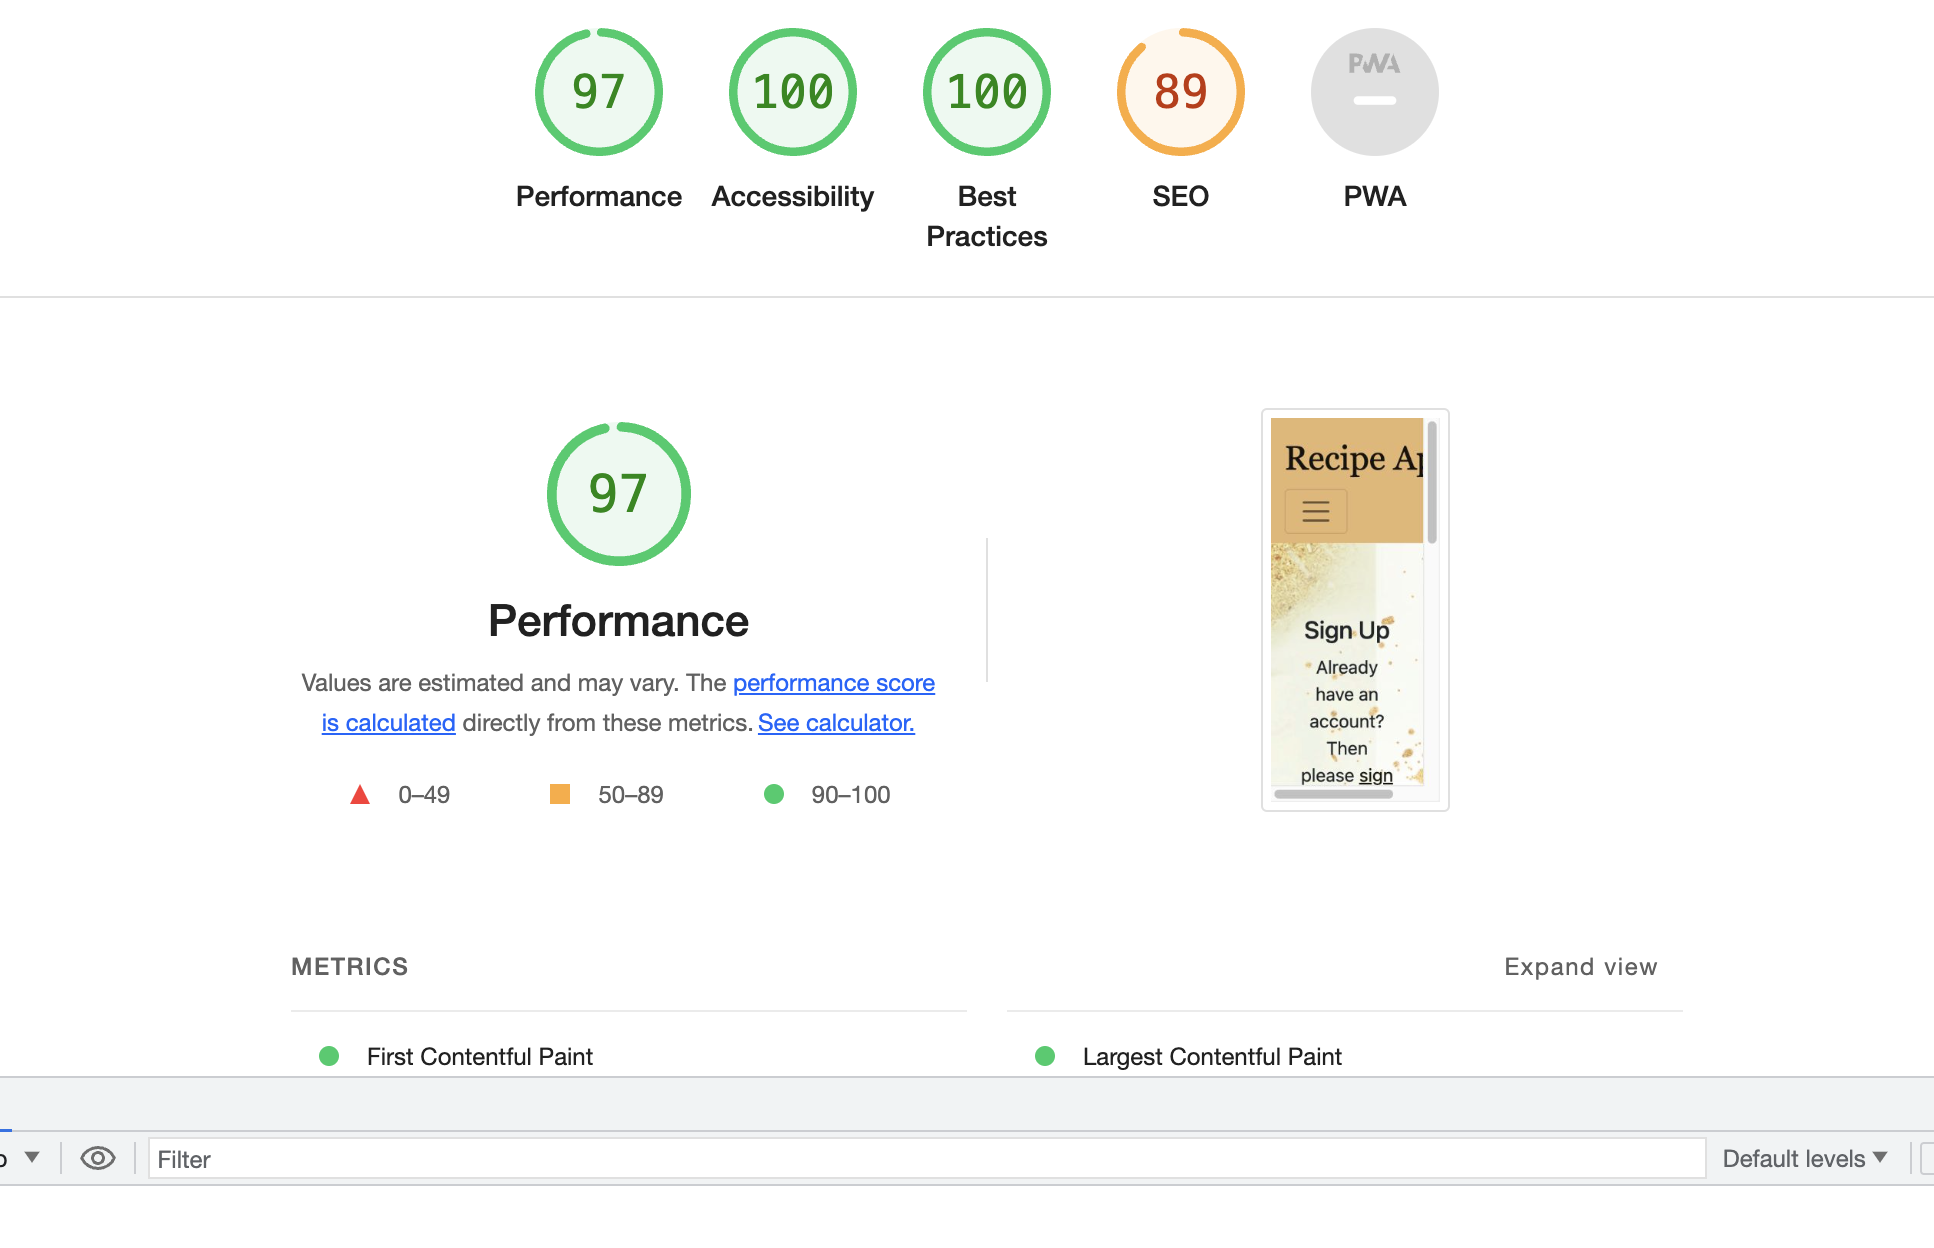 97
100
100
89
PWA
Performance
Accessibility
Best
Practices
SEO
PWA
97
Performance
Values are estimated and may vary. The performance score
is calculated directly from these metrics. See calculator.
0–49
50–89
90–100
Recipe Ap
Sign Up
Already
have an
account?
Then
please sign
METRICS
Expand view
First Contentful Paint
Largest Contentful Paint
Filter
Default levels